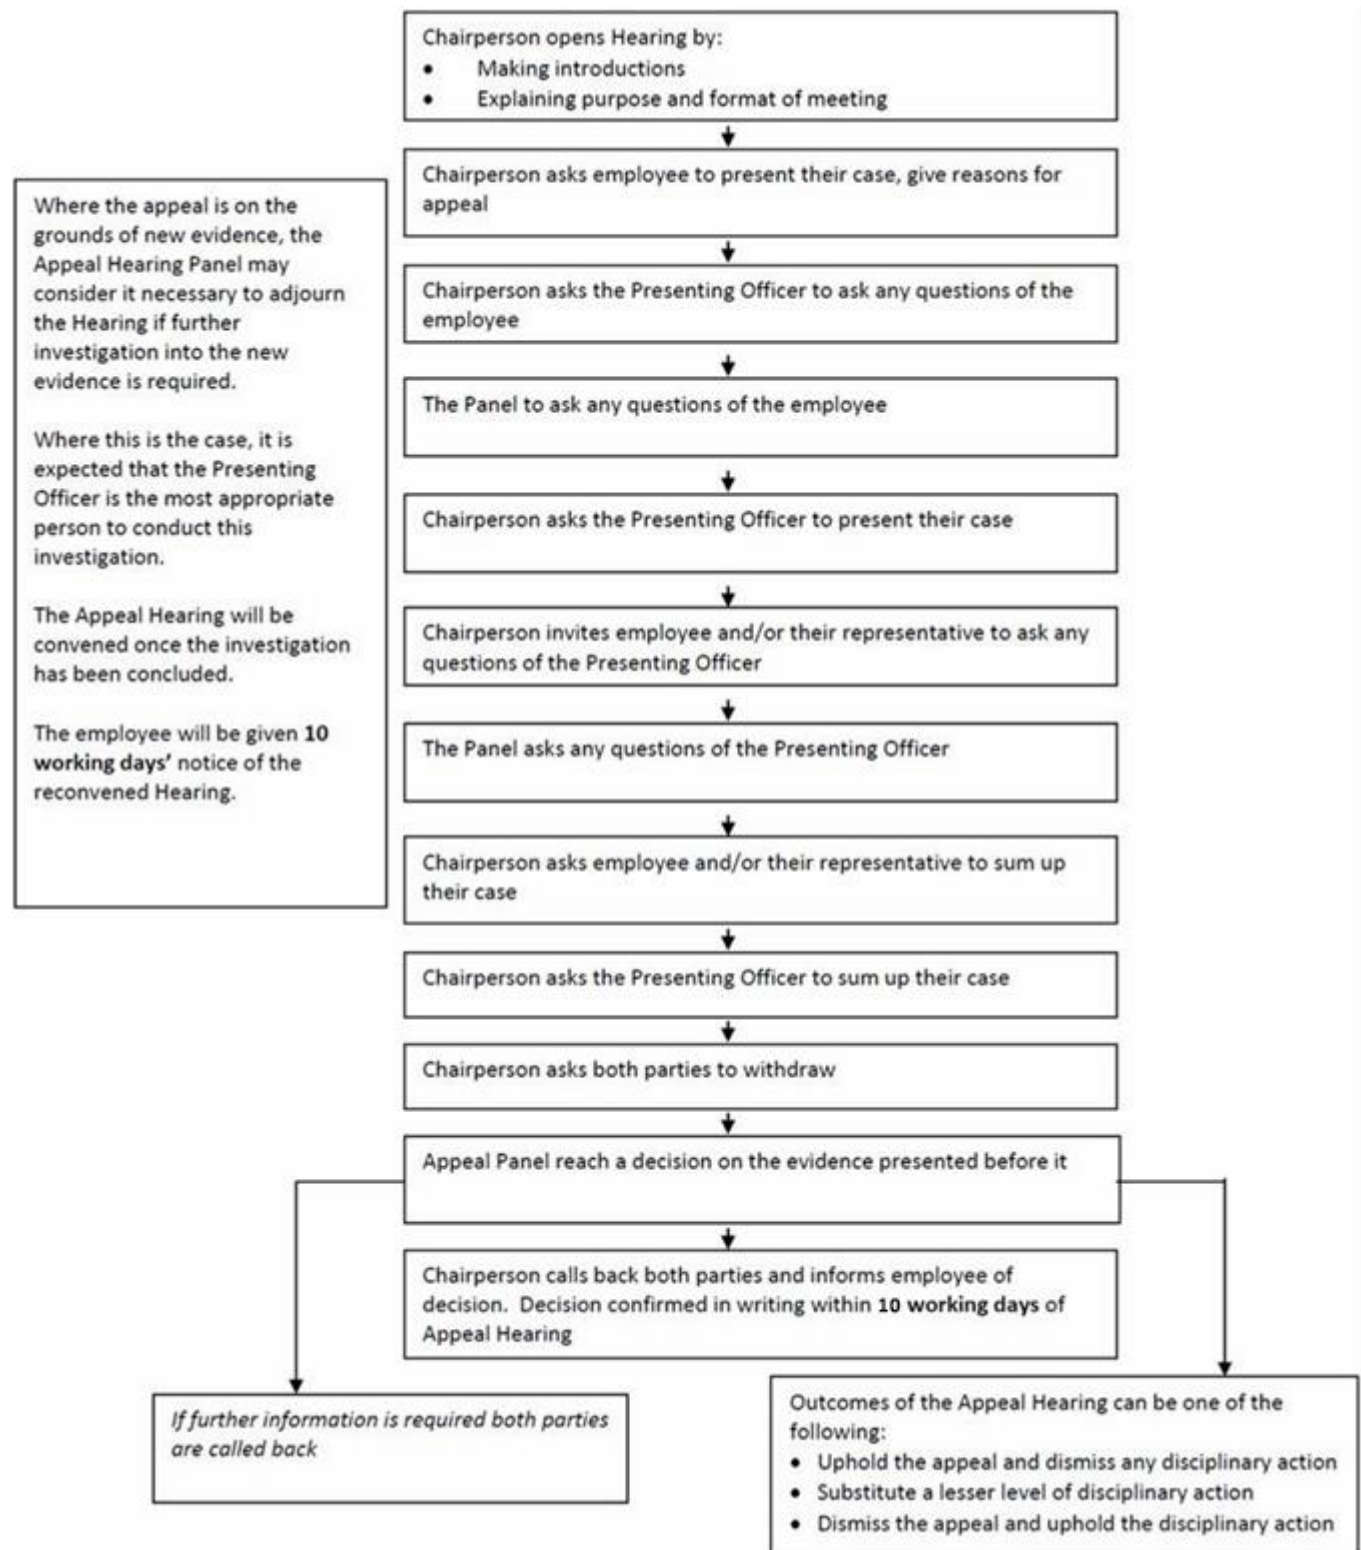 Chairperson opens Hearing by:
• Making introductions
• Explaining purpose and format of meeting
Chairperson asks employee to present their case, give reasons for
appeal
Where the appeal is on the
grounds of new evidence, the
Appeal Hearing Panel may
consider it necessary to adjourn
the Hearing if further
investigation into the new
evidence is required.
Where this is the case, it is
expected that the Presenting
Officer is the most appropriate
person to conduct this
investigation.
The Appeal Hearing will be
convened once the investigation
has been concluded.
The employee will be given 10
working days’ notice of the
reconvened Hearing.
Chairperson asks the Presenting Officer to ask any questions of the
employee
The Panel to ask any questions of the employee
Chairperson asks the Presenting Officer to present their case
Chairperson invites employee and/or their representative to ask any
questions of the Presenting Officer
The Panel asks any questions of the Presenting Officer
Chairperson asks employee and/or their representative to sum up
their case
Chairperson asks the Presenting Officer to sum up their case
Chairperson asks both parties to withdraw
Appeal Panel reach a decision on the evidence presented before it
Chairperson calls back both parties and informs employee of
decision. Decision confirmed in writing within 10 working days of
Appeal Hearing
If further information is required both parties
are called back
Outcomes of the Appeal Hearing can be one of the
following:
• Uphold the appeal and dismiss any disciplinary action
• Substitute a lesser level of disciplinary action
• Dismiss the appeal and uphold the disciplinary action